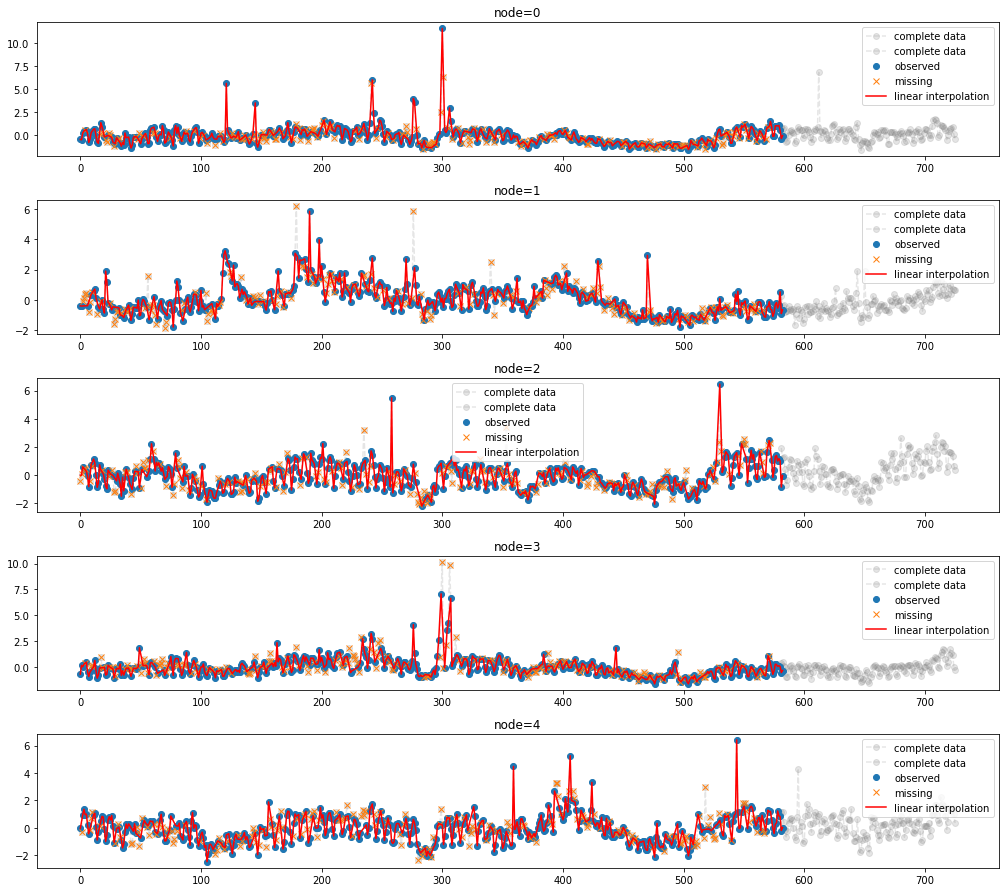 node=0
10.0
7.5
5.0
2.5
0.0
complete data
complete data
observed
missing
linear interpolation
0 100 200 300 400 500 600 700
node=1
6
4
2
0
−2
complete data
complete data
observed
missing
linear interpolation
0 100 200 300 400 500 600 700
node=2
6
4
2
0
−2
complete data
complete data
observed
missing
linear interpolation
0 100 200 300 400 500 600 700
node=3
10.0
7.5
5.0
2.5
0.0
complete data
complete data
observed
missing
linear interpolation
0 100 200 300 400 500 600 700
node=4
6
4
2
0
−2
complete data
complete data
observed
missing
linear interpolation
0 100 200 300 400 500 600 700